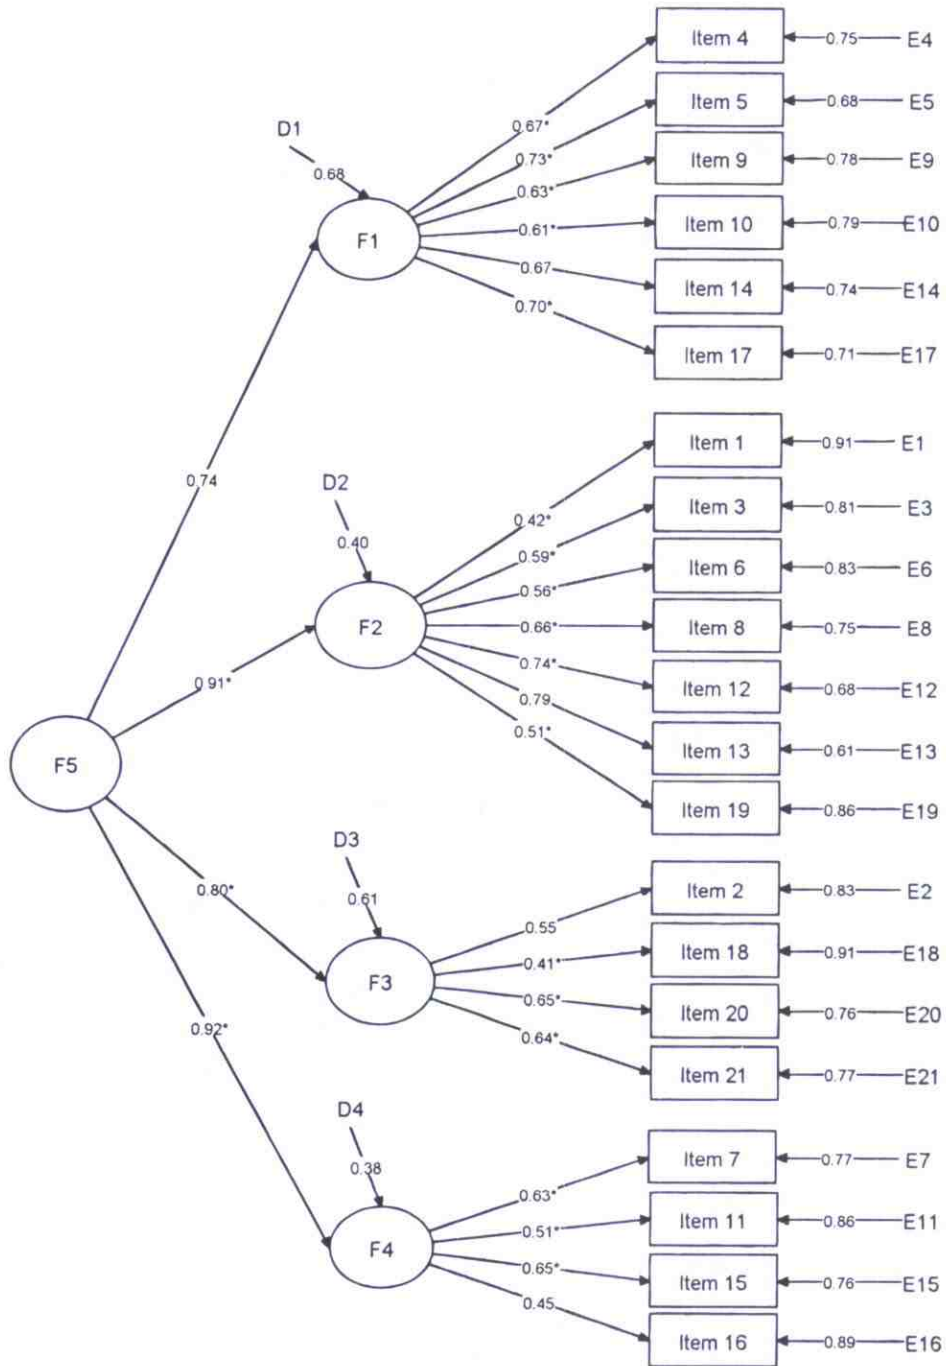 Item 4 0.75 E4
Item 5 0.68 E5
0.67*
D1
0.73*
Item 9 0.78 E9
0.68
0.63*
F1
0.61*
Item 10 0.79 E10
0.67
Item 14 0.74 E14
0.70*
Item 17 0.71 E17
Item 1 0.91 E1
0.74
D2
Item 3 0.81 E3
0.42*
0.40
0.59*
Item 6 0.83 E6
0.56*
F2
0.66*
Item 8 0.75 E8
0.91*
0.74*
Item 12 0.68 E12
0.79
0.51*
Item 13 0.61 E13
F5
Item 19 0.86 E19
D3
0.80*
0.61
Item 2 0.83 E2
0.55
0.41*
Item 18 0.91 E18
F3
0.65*
Item 20 0.76 E20
0.92*
0.64*
Item 21 0.77 E21
D4
Item 7 0.77 E7
0.38
0.63*
0.51*
Item 11 0.86 E11
F4
0.65*
Item 15 0.76 E15
0.45
Item 16 0.89 E16